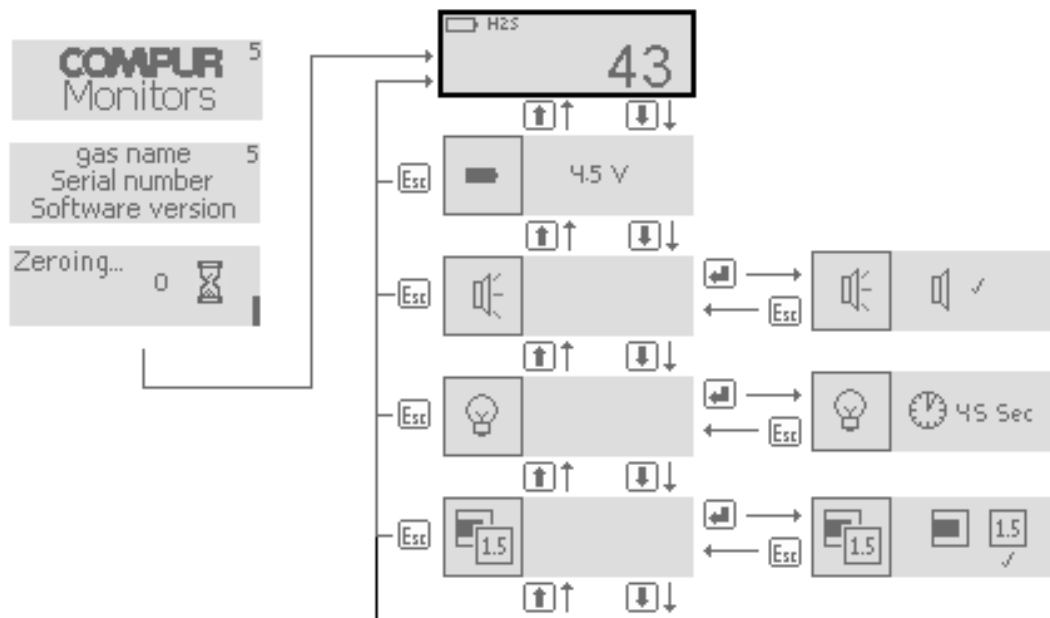 COMPUR 5
Monitors
gas name 5
Serial number
Software version
Zeroing...
0
H2S
43
Esc 4.5 V
Esc
Esc
✓
Esc
Esc
45 Sec
Esc 1.5
Esc
1.5 1.5
✓